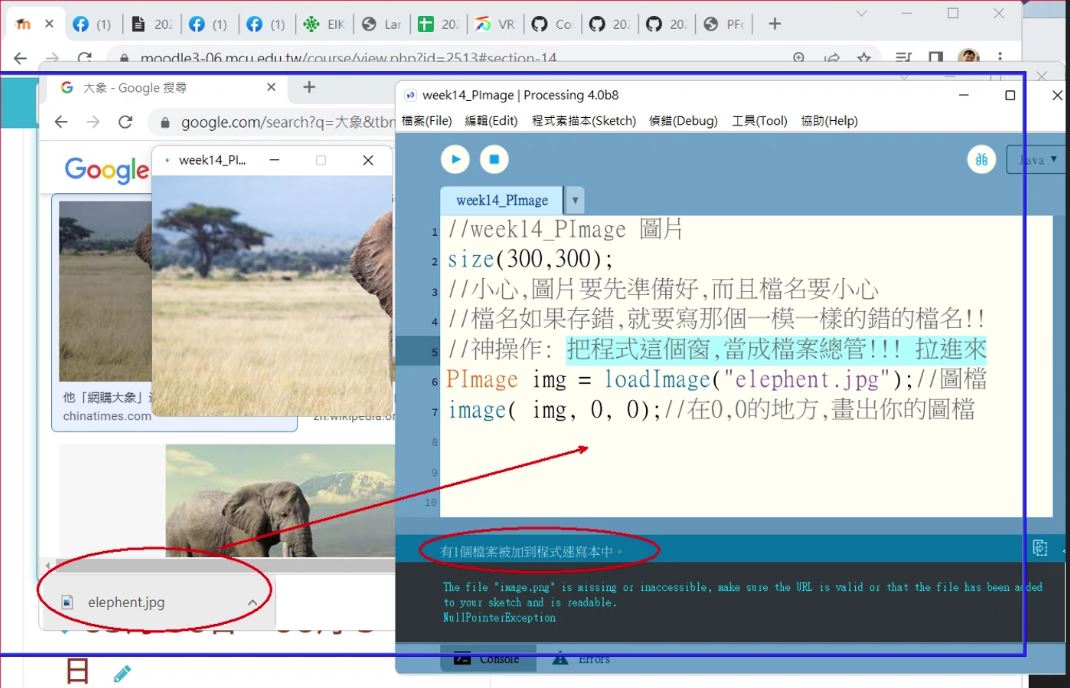 (1)
202
(1)
(1)
EIK
Lar
202
VR
Co
202
202
PFo
moodle3-06.mcu.edu.tw/course/view.php?id=2513#section-14
大象 - Google 搜尋
google.com/search?q=大象&tbn
Google
week14_PI...
他「網購大象」
chinatimes.com
zh.wikipedia.or
elephent.jpg
日
week14_PImage | Processing 4.0b8
檔案(File) 編輯(Edit) 程式素描本(Sketch) 偵錯(Debug) 工具(Tool) 協助(Help)
Java
week14_PImage
1 //week14_PImage 圖片
2 size(300,300);
3 //小心,圖片要先準備好,而且檔名要小心
4 //檔名如果存錯,就要寫那個一模一樣的錯的檔名!!
5 //神操作: 把程式這個窗,當成檔案總管!!! 拉進來
6 PImage img = loadImage("elephent.jpg");//圖檔
7 image( img, 0, 0);//在0,0的地方,畫出你的圖檔
8
9
10
有1個檔案被加到程式速寫本中。
The file "image.png" is missing or inaccessible, make sure the URL is valid or that the file has been added
to your sketch and is readable.
NullPointerException
Console Errors